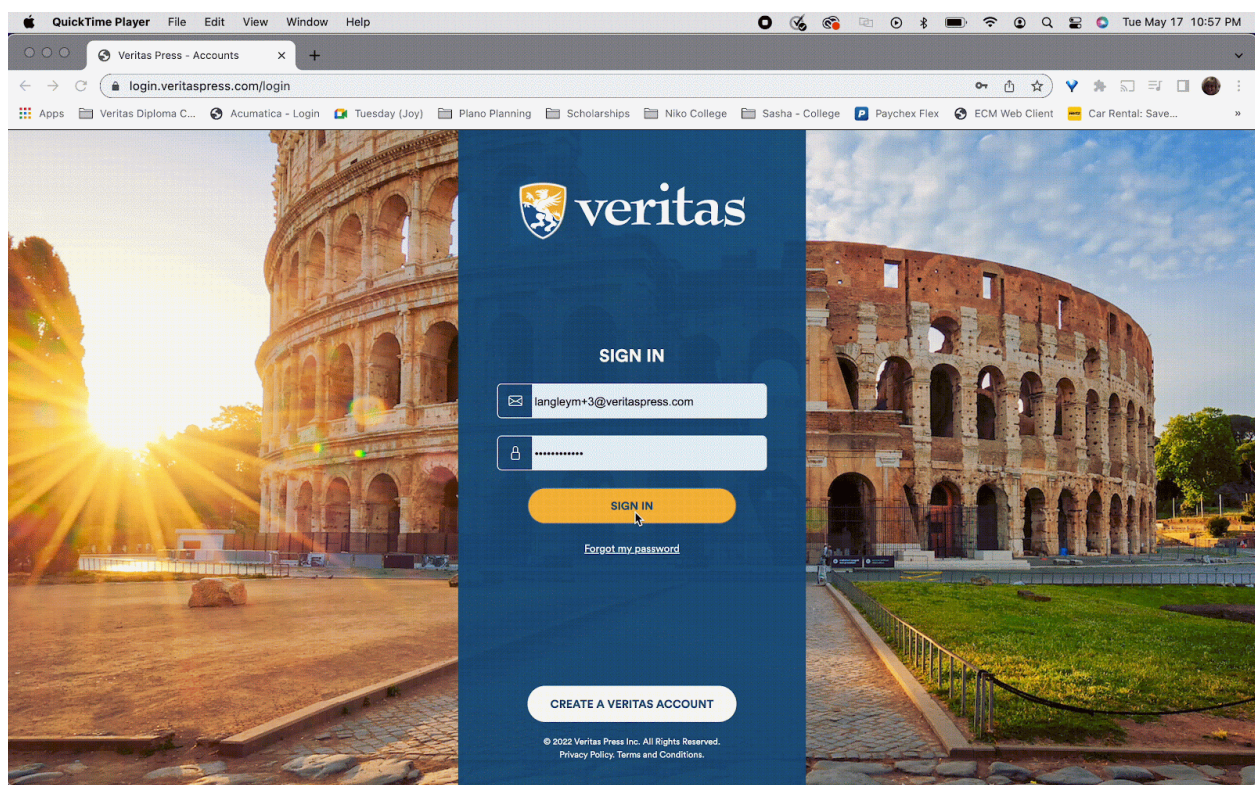 QuickTime Player File Edit View Window Help Tue May 17 10:57 PM
Veritas Press - Accounts
login.veritaspress.com/login
Apps Veritas Diploma C... Acumatica - Login Tuesday (Joy) Plano Planning Scholarships Niko College Sasha - College Paychex Flex ECM Web Client Car Rental: Save... »
veritas
SIGN IN
langleym+3@veritaspress.com
••••••••••••
SIGN IN
Forgot my password
CREATE A VERITAS ACCOUNT
© 2022 Veritas Press Inc. All Rights Reserved.
Privacy Policy. Terms and Conditions.